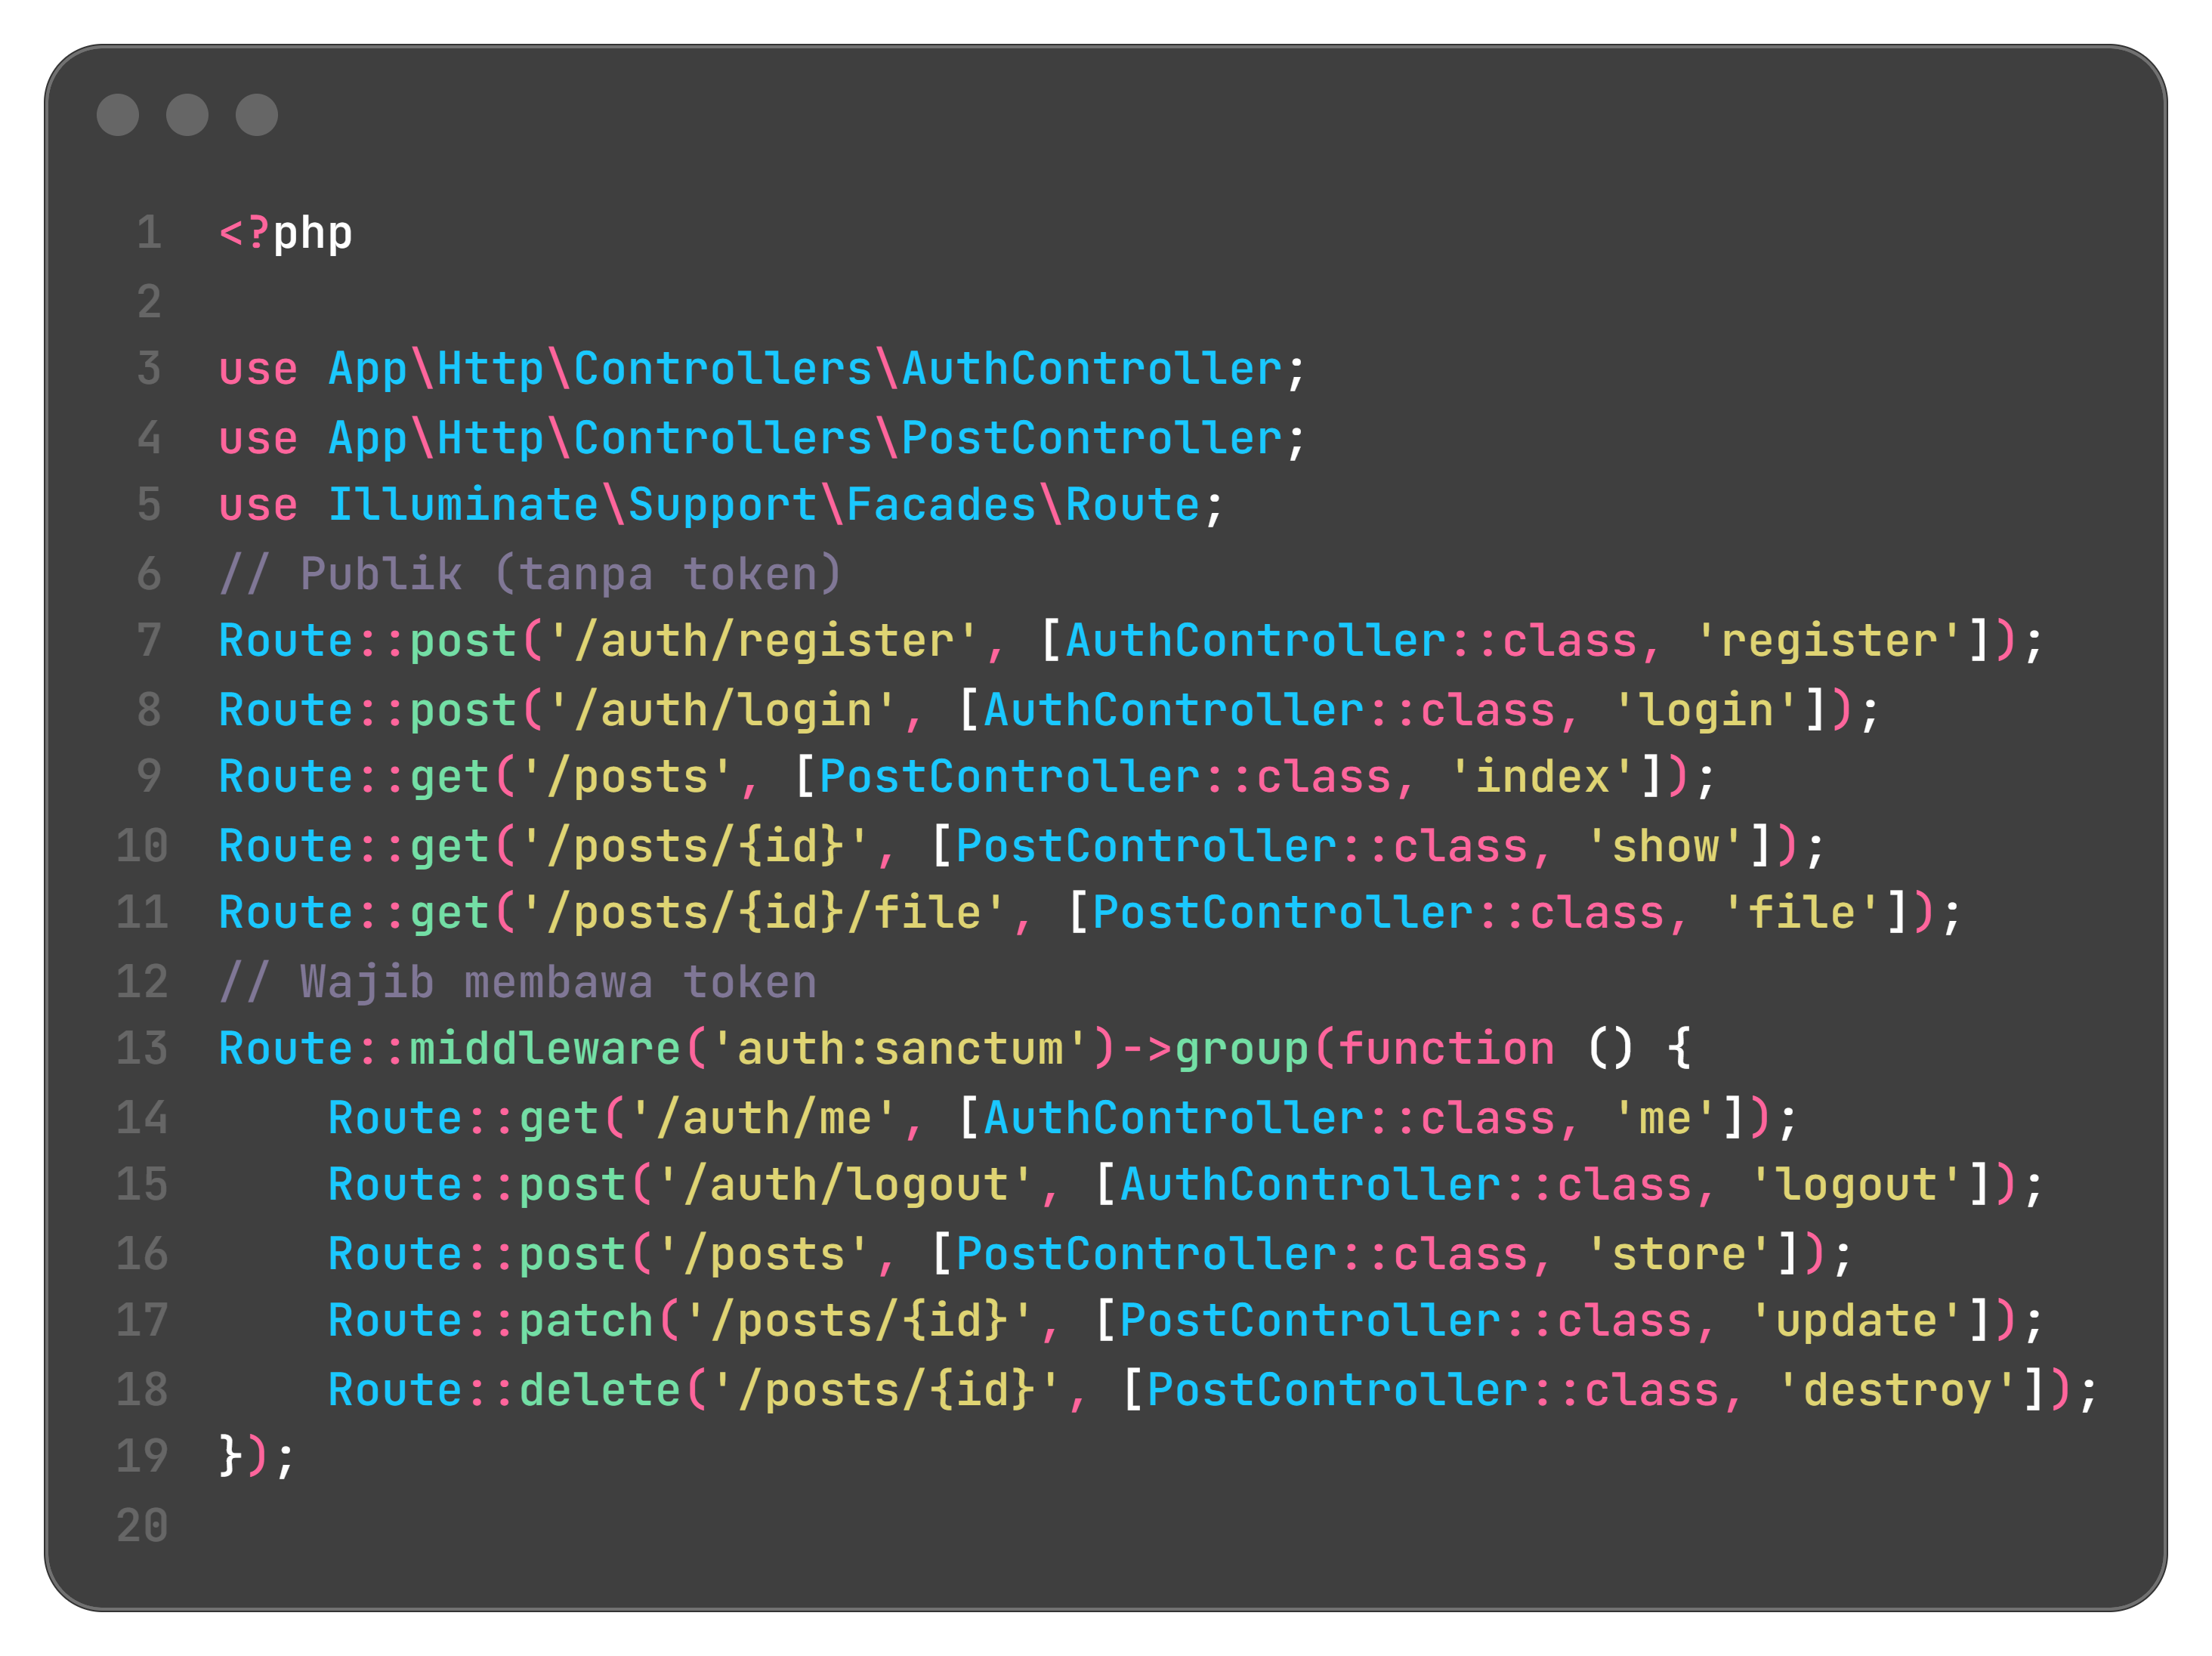 1 <?php
2
3 use App\Http\Controllers\AuthController;
4 use App\Http\Controllers\PostController;
5 use Illuminate\Support\Facades\Route;
6 // Publik (tanpa token)
7 Route::post('/auth/register', [AuthController::class, 'register']);
8 Route::post('/auth/login', [AuthController::class, 'login']);
9 Route::get('/posts', [PostController::class, 'index']);
10 Route::get('/posts/{id}', [PostController::class, 'show']);
11 Route::get('/posts/{id}/file', [PostController::class, 'file']);
12 // Wajib membawa token
13 Route::middleware('auth:sanctum')->group(function () {
14     Route::get('/auth/me', [AuthController::class, 'me']);
15     Route::post('/auth/logout', [AuthController::class, 'logout']);
16     Route::post('/posts', [PostController::class, 'store']);
17     Route::patch('/posts/{id}', [PostController::class, 'update']);
18     Route::delete('/posts/{id}', [PostController::class, 'destroy']);
19 });
20